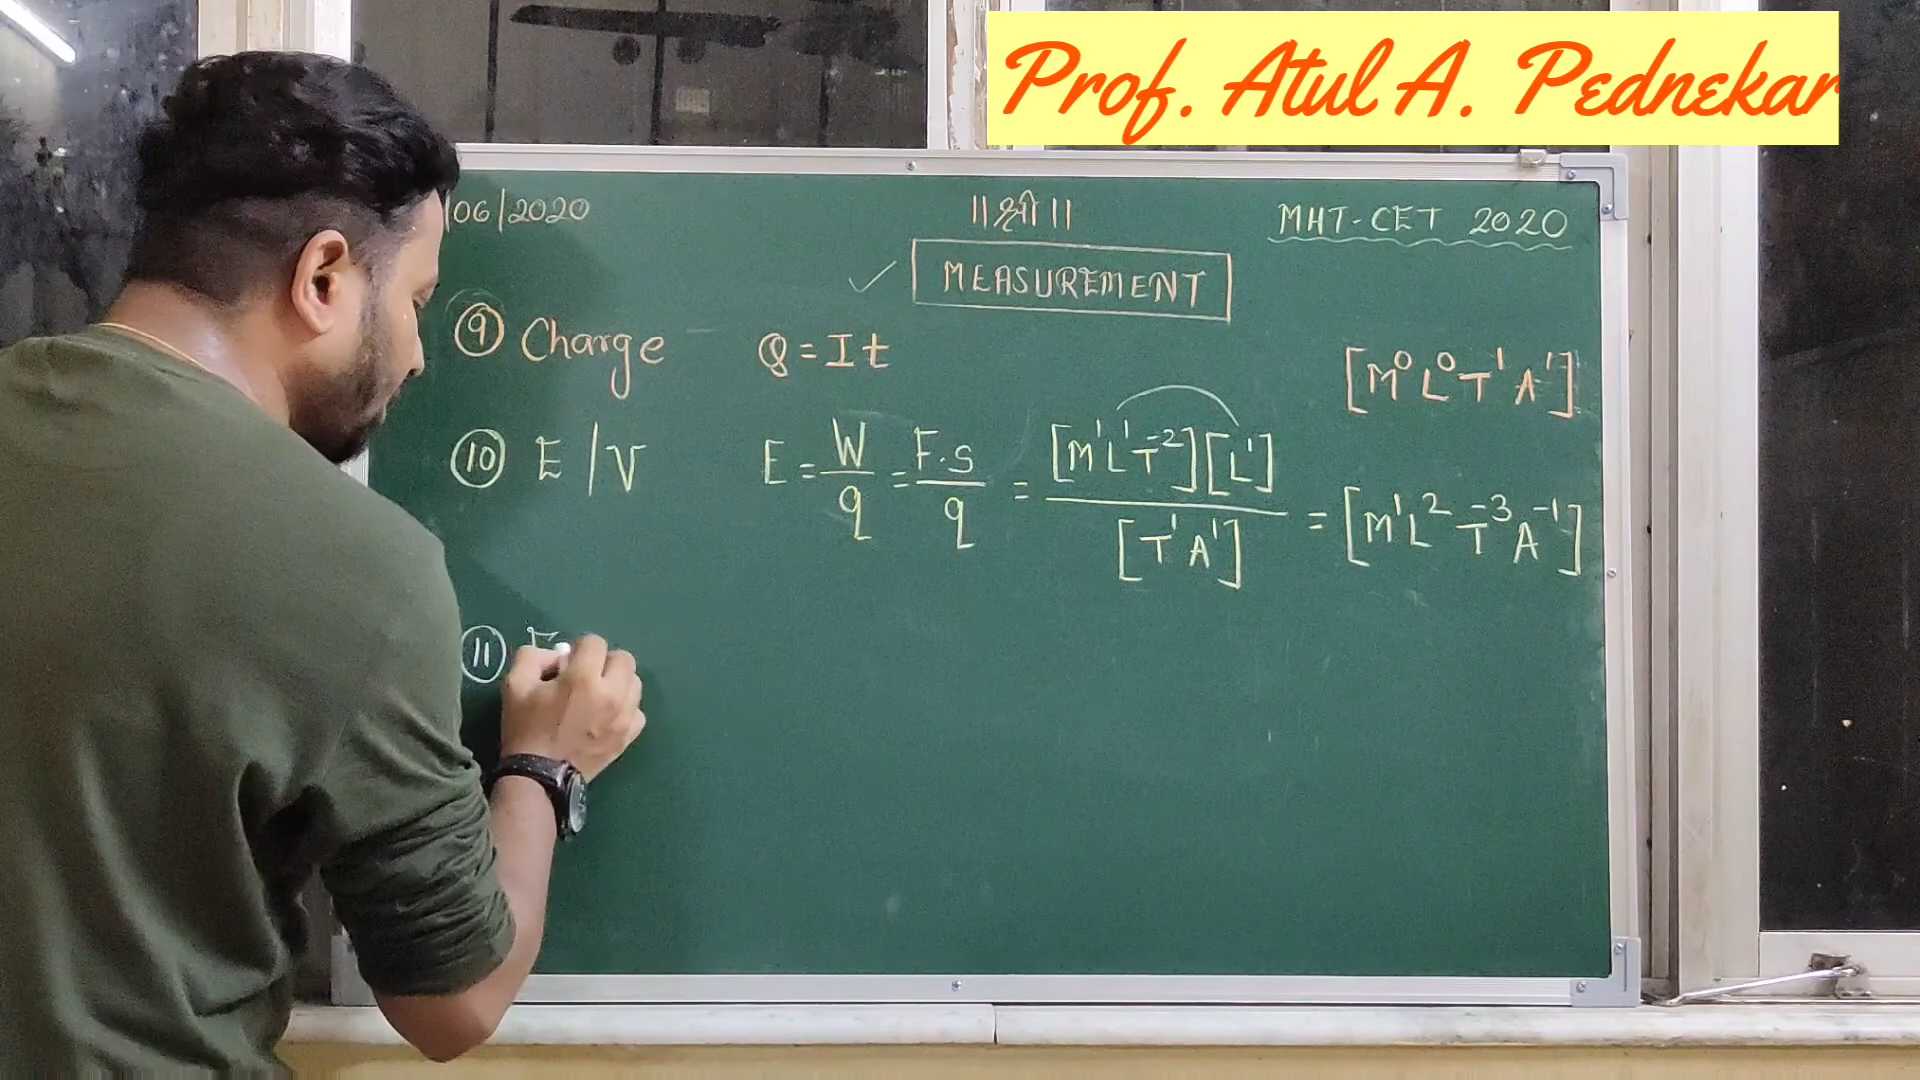 Prof. Atul A. Pednekar
/06/2020
॥श्री॥
MHT-CET 2020
MEASUREMENT
⑨ Charge Q = It [M⁰L⁰T¹A¹]
⑩ E/V E = W/q = F.s/q = [M¹L¹T⁻²][L¹]/[T¹A¹] = [M¹L²T⁻³A⁻¹]
⑪